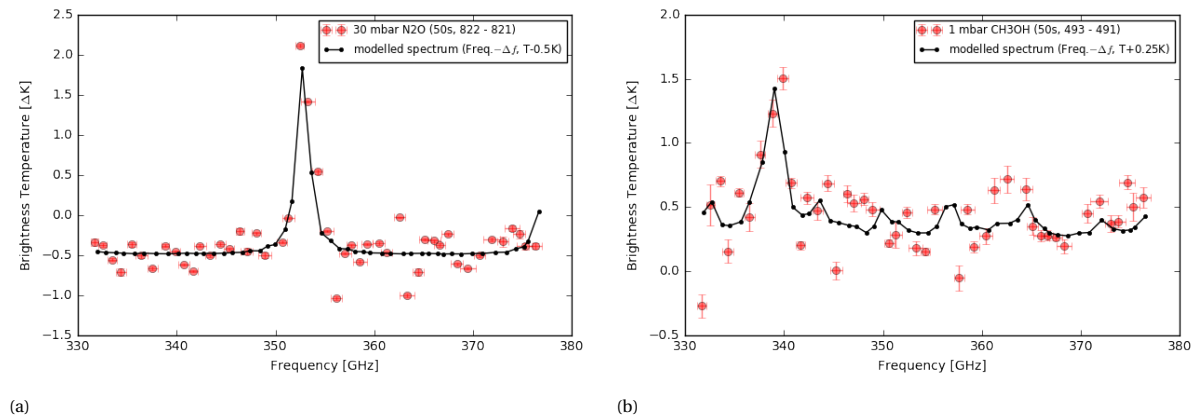 30 mbar N2O (50s, 822 - 821)
modelled spectrum (Freq.−Δf, T-0.5K)
2.5
2.0
1.5
1.0
0.5
0.0
−0.5
−1.0
−1.5
Brightness Temperature [△K]
330 340 350 360 370 380
Frequency [GHz]
(a)
1 mbar CH3OH (50s, 493 - 491)
modelled spectrum (Freq.−Δf, T+0.25K)
2.0
1.5
1.0
0.5
0.0
−0.5
Brightness Temperature [△K]
330 340 350 360 370 380
Frequency [GHz]
(b)